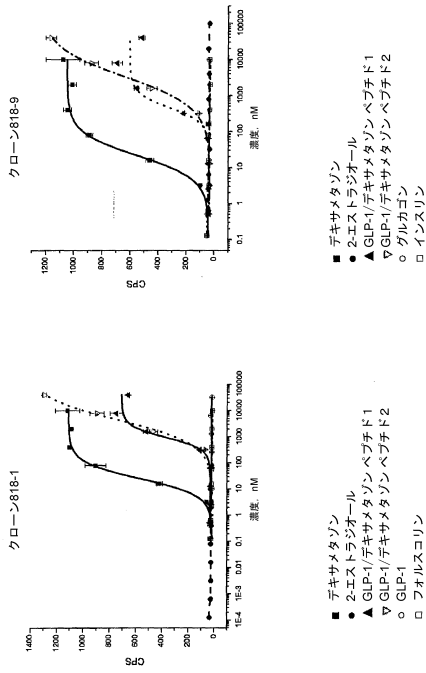 クローン818-1
CPS
1200
1000
800
600
400
200
0
1E-4 1E-3 0.01 0.1 1 10 100 1000 10000 100000
濃度, nM
デキサメタゾン
2-エストラジオール
GLP-1/デキサメタゾン ペプチド1
GLP-1/デキサメタゾン ペプチド2
GLP-1
フォルスコリン
クローン818-9
CPS
1200
1000
800
600
400
200
0
0.1 1 10 100 1000 10000 100000
濃度, nM
デキサメタゾン
2-エストラジオール
GLP-1/デキサメタゾン ペプチド1
GLP-1/デキサメタゾン ペプチド2
グルカゴン
インスリン